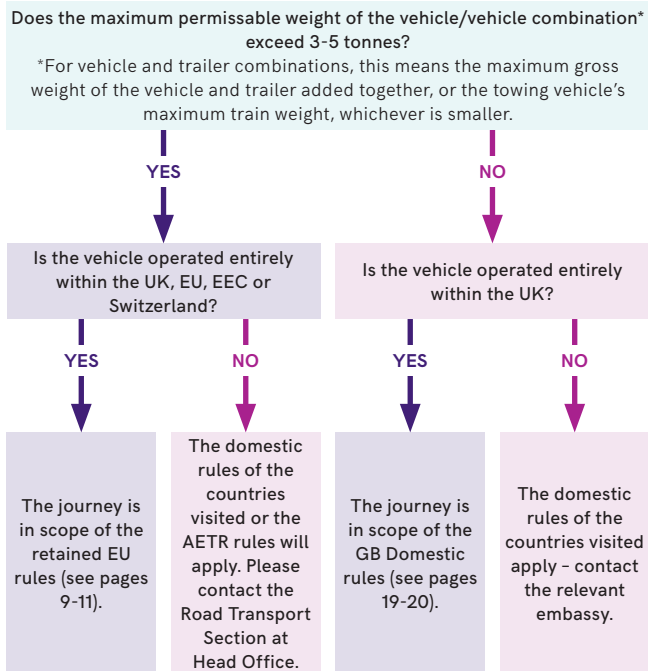 Does the maximum permissable weight of the vehicle/vehicle combination*
exceed 3-5 tonnes?
*For vehicle and trailer combinations, this means the maximum gross
weight of the vehicle and trailer added together, or the towing vehicle's
maximum train weight, whichever is smaller.
YES
NO
Is the vehicle operated entirely
within the UK, EU, EEC or
Switzerland?
Is the vehicle operated entirely
within the UK?
YES
NO
YES
NO
The journey is
in scope of the
retained EU
rules (see pages
9-11).
The domestic
rules of the
countries
visited or the
AETR rules will
apply. Please
contact the
Road Transport
Section at
Head Office.
The journey is
in scope of the
GB Domestic
rules (see pages
19-20).
The domestic
rules of the
countries visited
apply – contact
the relevant
embassy.